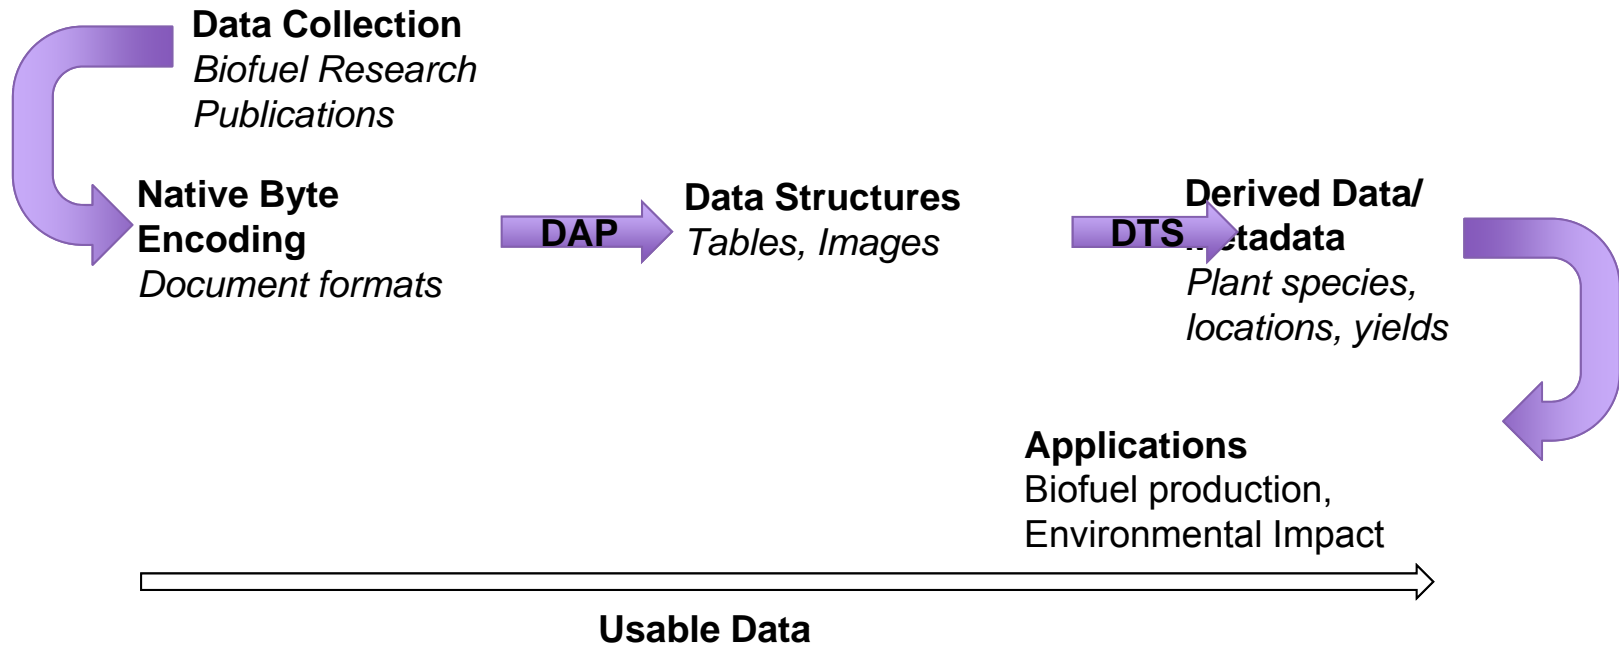 Data Collection
Biofuel Research
Publications
Native Byte
Encoding
Document formats
DAP
Data Structures
Tables, Images
DTS
Derived Data/
Metadata
Plant species,
locations, yields
Applications
Biofuel production,
Environmental Impact
Usable Data